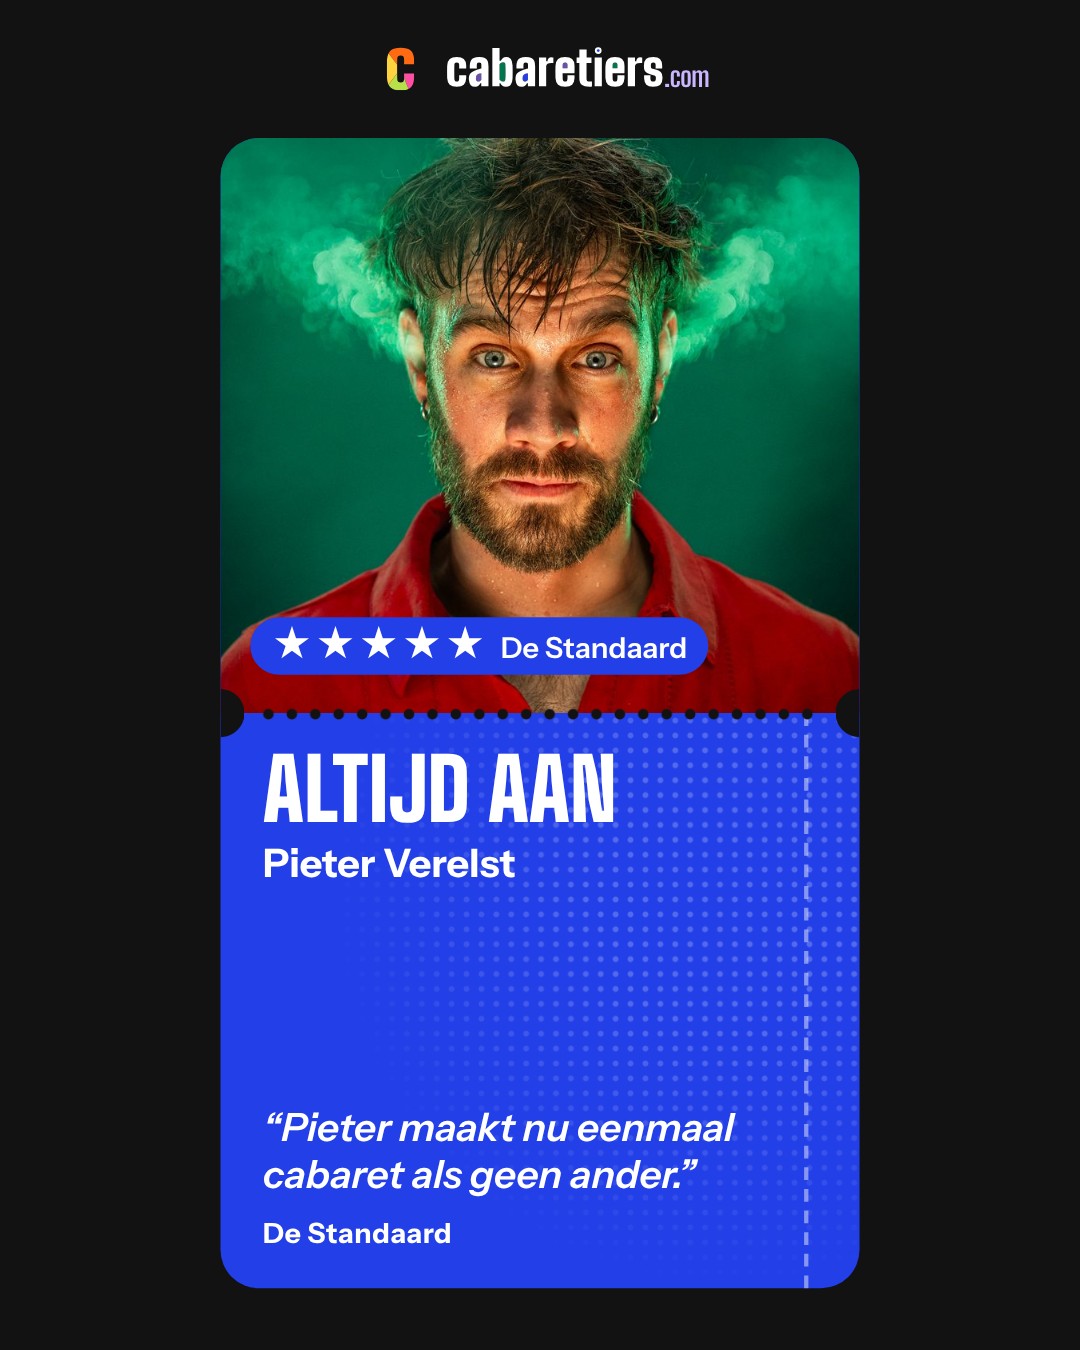 cabaretiers.com
★★★★★ De Standaard
ALTIJD AAN
Pieter Verelst
“Pieter maakt nu eenmaal
cabaret als geen ander.”
De Standaard